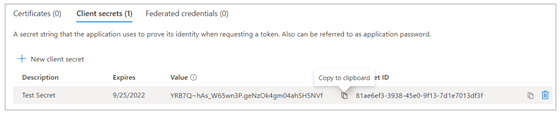 Certificates (0) Client secrets (1) Federated credentials (0)
A secret string that the application uses to prove its identity when requesting a token. Also can be referred to as application password.
+ New client secret
Copy to clipboard
Description Expires Value et ID
Test Secret 9/25/2022 YRB7Q~hAs_W65wn3P.geNzOk4gm04ahSH5NVf 81ae6ef3-3938-45e0-9f13-7d1e7013df3f